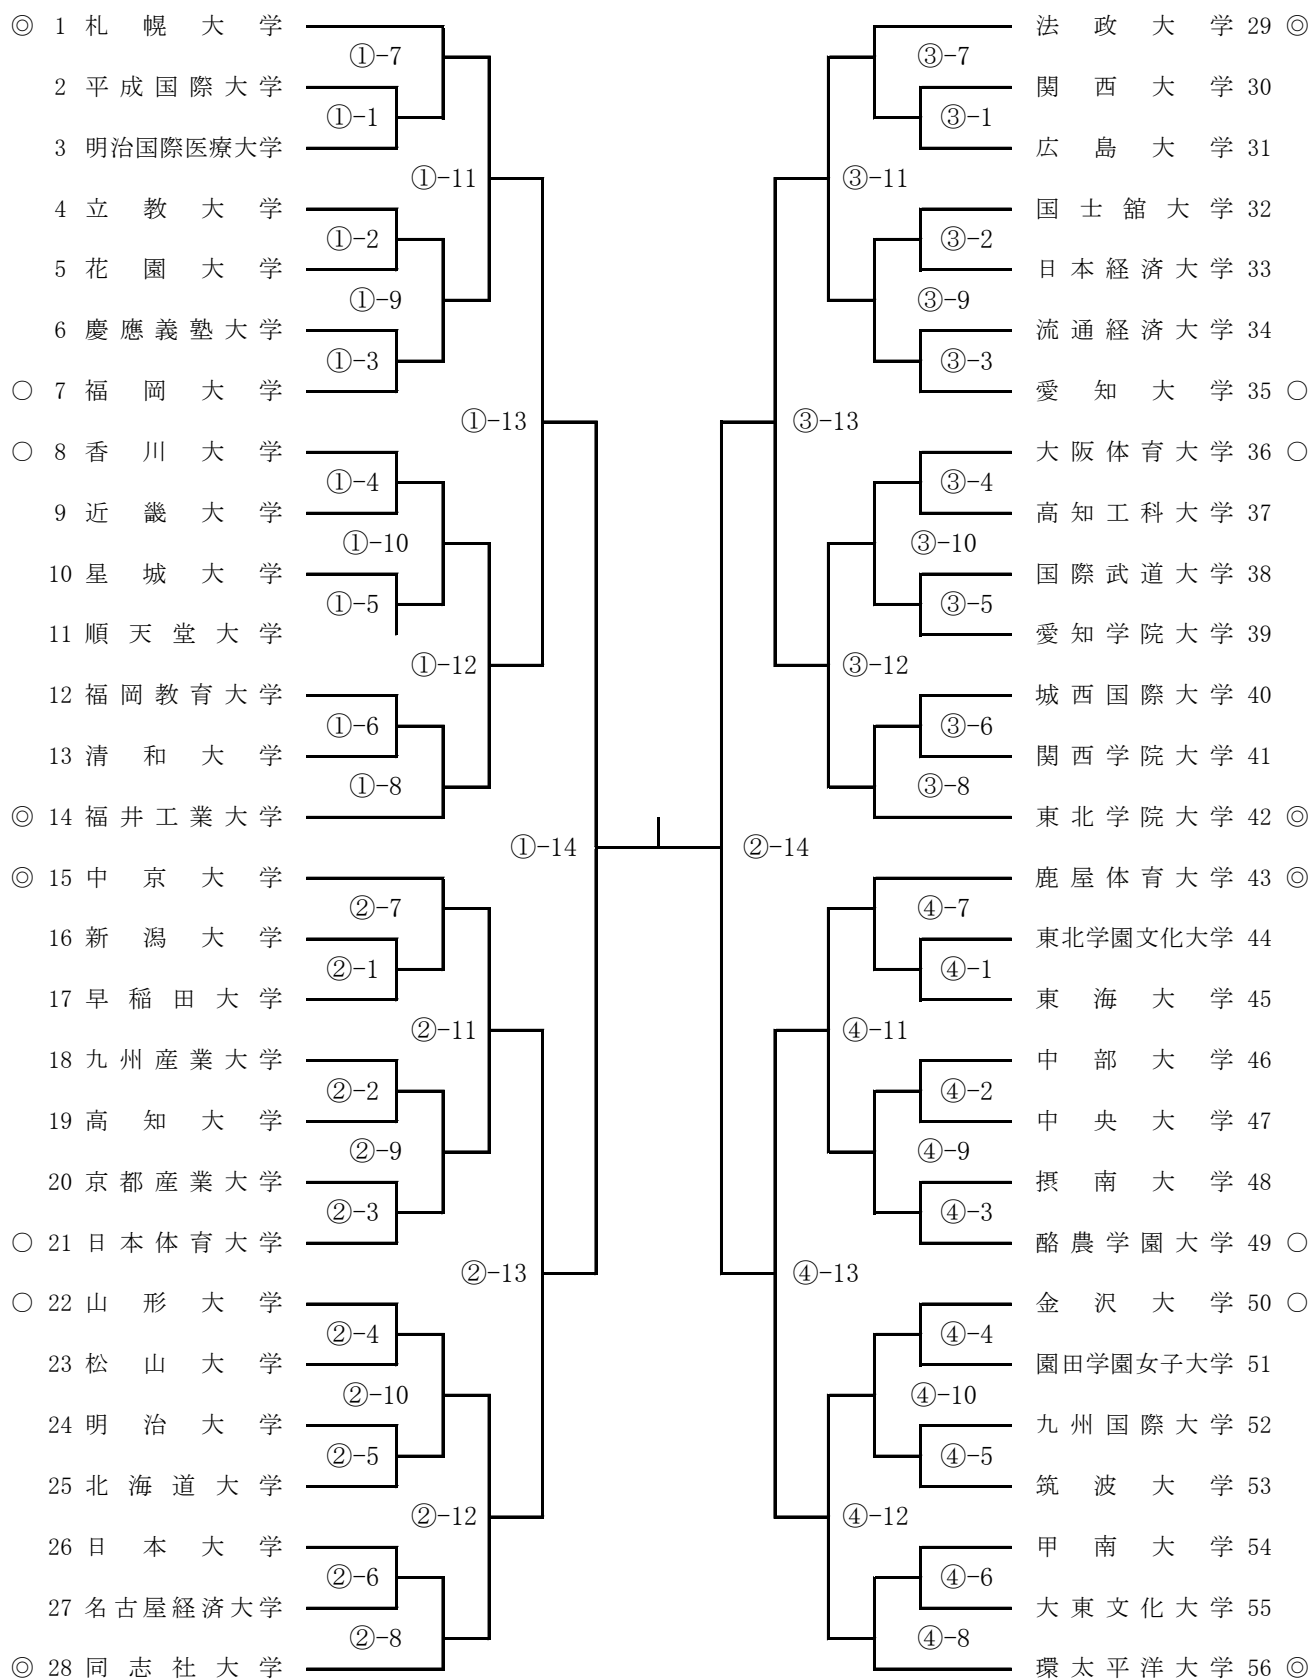 ◎ 1 札幌大学
①-7
2 平成国際大学
①-1
3 明治国際医療大学
①-11
4 立教大学
①-2
5 花園大学
①-9
6 慶應義塾大学
①-3
○ 7 福岡大学
①-13
○ 8 香川大学
①-4
9 近畿大学
①-10
10 星城大学
①-5
11 順天堂大学
①-12
12 福岡教育大学
①-6
13 清和大学
①-8
◎ 14 福井工業大学
①-14
◎ 15 中京大学
②-7
16 新潟大学
②-1
17 早稲田大学
②-11
18 九州産業大学
②-2
19 高知大学
②-9
20 京都産業大学
②-3
○ 21 日本体育大学
②-13
○ 22 山形大学
②-4
23 松山大学
②-10
24 明治大学
②-5
25 北海道大学
②-12
26 日本大学
②-6
27 名古屋経済大学
②-8
◎ 28 同志社大学
法政大学 29 ◎
③-7
関西大学 30
③-1
広島大学 31
③-11
国士舘大学 32
③-2
日本経済大学 33
③-9
流通経済大学 34
③-3
愛知大学 35 ○
③-13
大阪体育大学 36 ○
③-4
高知工科大学 37
③-10
国際武道大学 38
③-5
愛知学院大学 39
③-12
城西国際大学 40
③-6
関西学院大学 41
③-8
東北学院大学 42 ◎
②-14
鹿屋体育大学 43 ◎
④-7
東北学園文化大学 44
④-1
東海大学 45
④-11
中部大学 46
④-2
中央大学 47
④-9
摂南大学 48
④-3
酪農学園大学 49 ○
④-13
金沢大学 50 ○
④-4
園田学園女子大学 51
④-10
九州国際大学 52
④-5
筑波大学 53
④-12
甲南大学 54
④-6
大東文化大学 55
④-8
環太平洋大学 56 ◎